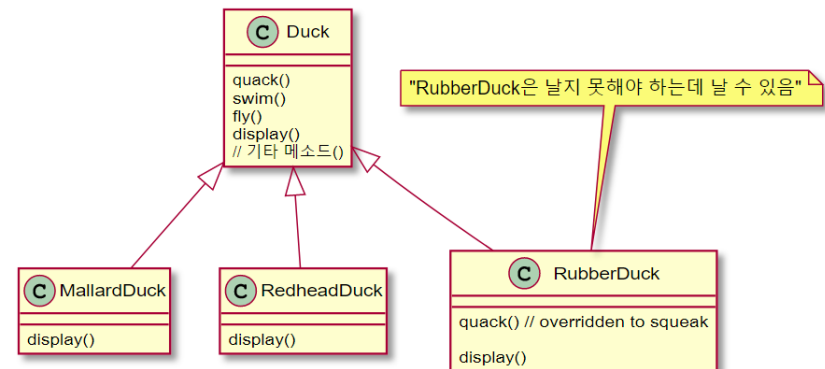 C Duck
quack()
swim()
fly()
display()
// 기타 메소드()
"RubberDuck은 날지 못해야 하는데 날 수 있음"
C MallardDuck
display()
C RedheadDuck
display()
C RubberDuck
quack() // overridden to squeak
display()